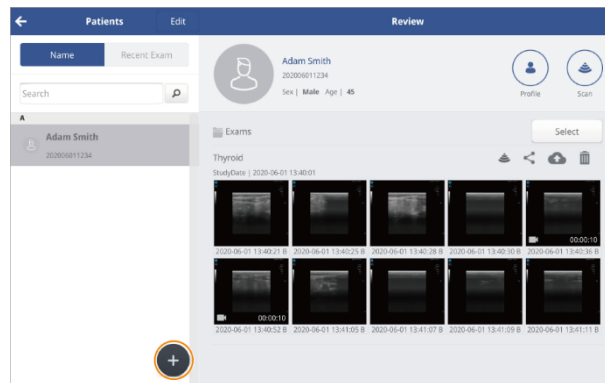 Patients
Edit
Review
Name
Recent Exam
Search
A
Adam Smith
202006011234
Adam Smith
202006011234
Sex | Male Age | 45
Profile
Scan
Exams
Select
Thyroid
StudyDate | 2020-06-01 13:40:01
00:00:10
2020-06-01 13:40:21 B 2020-06-01 13:40:25 B 2020-06-01 13:40:28 B 2020-06-01 13:40:30 B 2020-06-01 13:40:36 B
00:00:10
2020-06-01 13:40:52 B 2020-06-01 13:41:05 B 2020-06-01 13:41:07 B 2020-06-01 13:41:09 B 2020-06-01 13:41:11 B
+